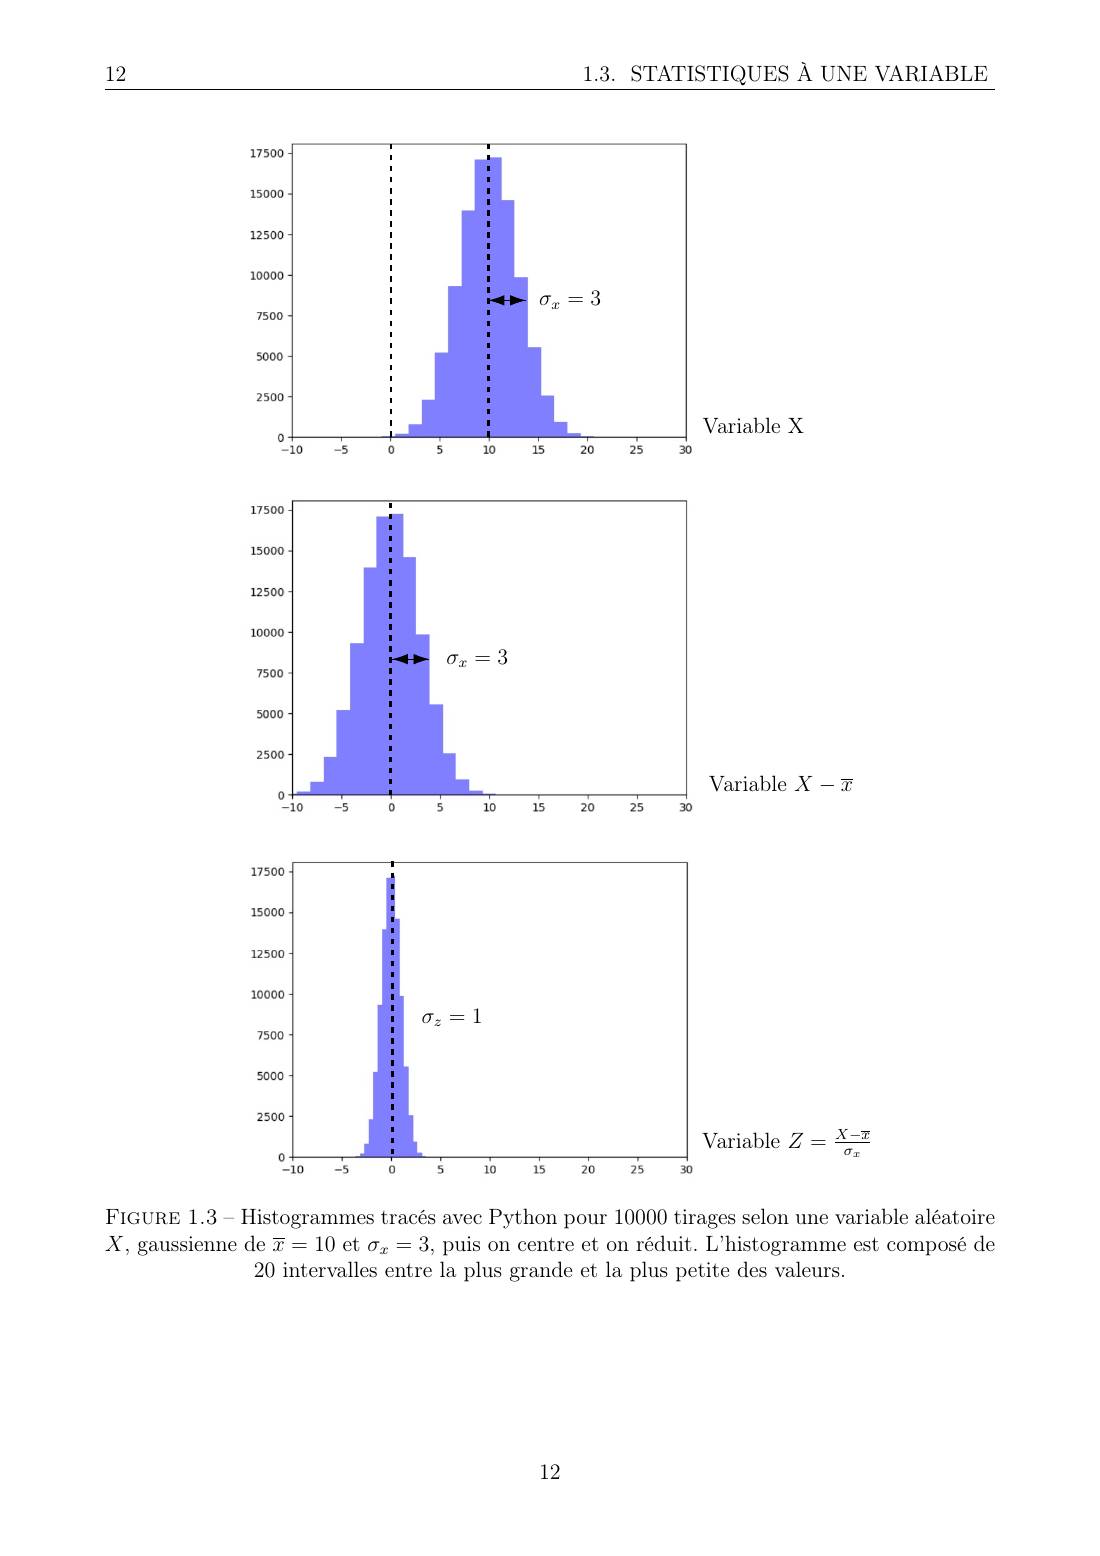 12 1.3. STATISTIQUES À UNE VARIABLE
17500
15000
12500
10000
7500
5000
2500
0
σx = 3
−10 −5 0 5 10 15 20 25 30
Variable X
17500
15000
12500
10000
7500
5000
2500
0
σx = 3
−10 −5 0 5 10 15 20 25 30
Variable X − x̅
17500
15000
12500
10000
7500
5000
2500
0
σz = 1
−10 −5 0 5 10 15 20 25 30
Variable Z = (X−x̅)/σx
FIGURE 1.3 – Histogrammes tracés avec Python pour 10000 tirages selon une variable aléatoire
X, gaussienne de x̅ = 10 et σx = 3, puis on centre et on réduit. L'histogramme est composé de
20 intervalles entre la plus grande et la plus petite des valeurs.
12